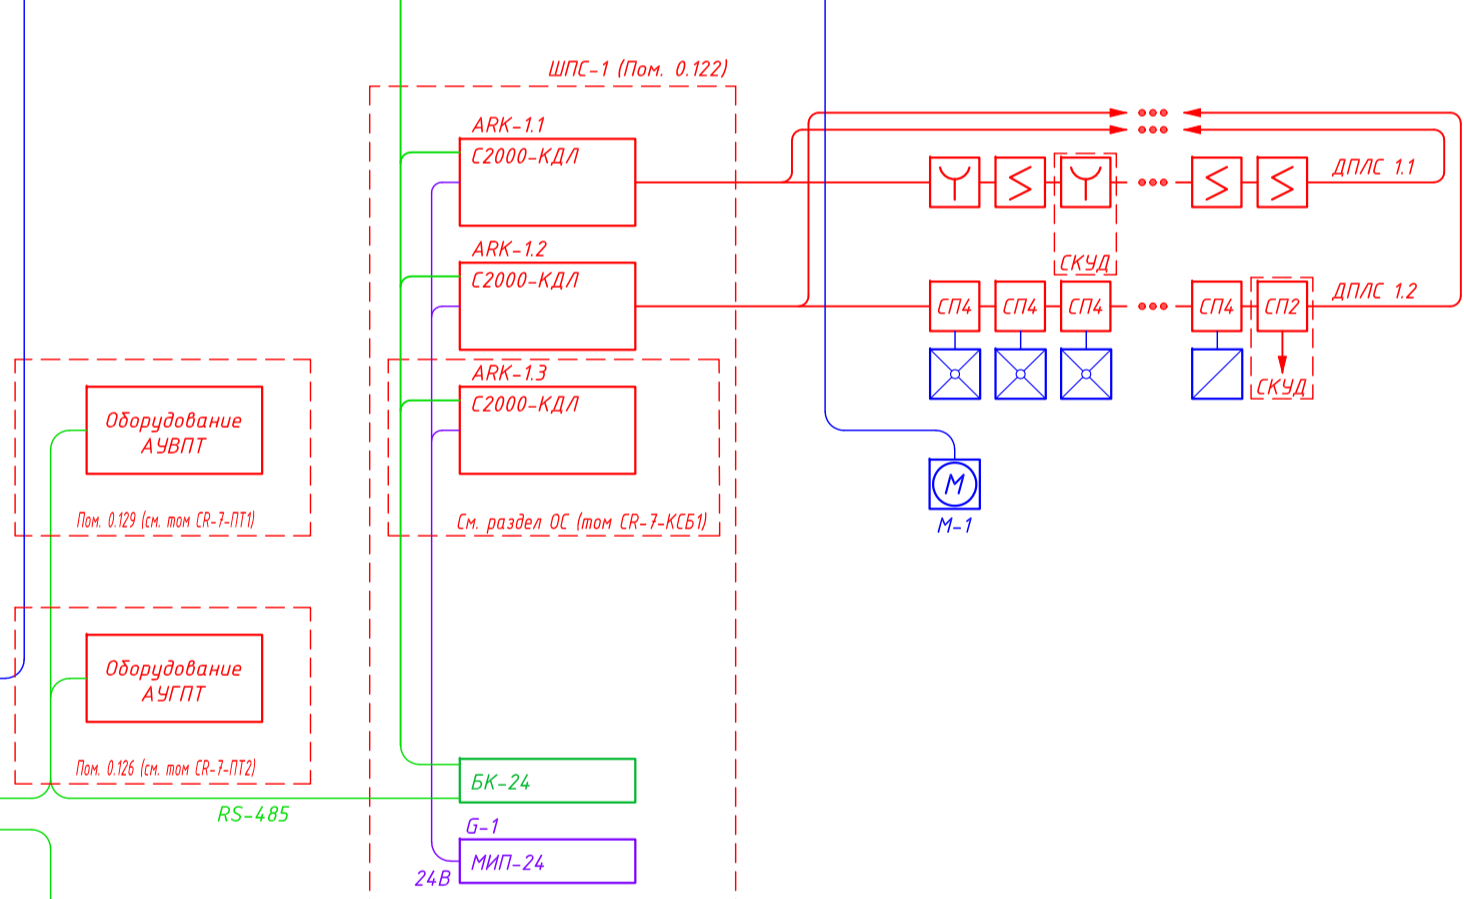 ШПС-1 (Пом. 0.122)
ARK-1.1
С2000-КДЛ
ДПЛС 1.1
СКУД
ARK-1.2
С2000-КДЛ
СП4
СП4
СП4
СП4
СП2
ДПЛС 1.2
СКУД
ARK-1.3
С2000-КДЛ
См. раздел ОС (том CR-7-КСБ1)
Оборудование
АУВПТ
Пом. 0.129 (см. том CR-7-ПТ1)
М
М-1
Оборудование
АУГПТ
Пом. 0.126 (см. том CR-7-ПТ2)
RS-485
БК-24
G-1
МИП-24
24В